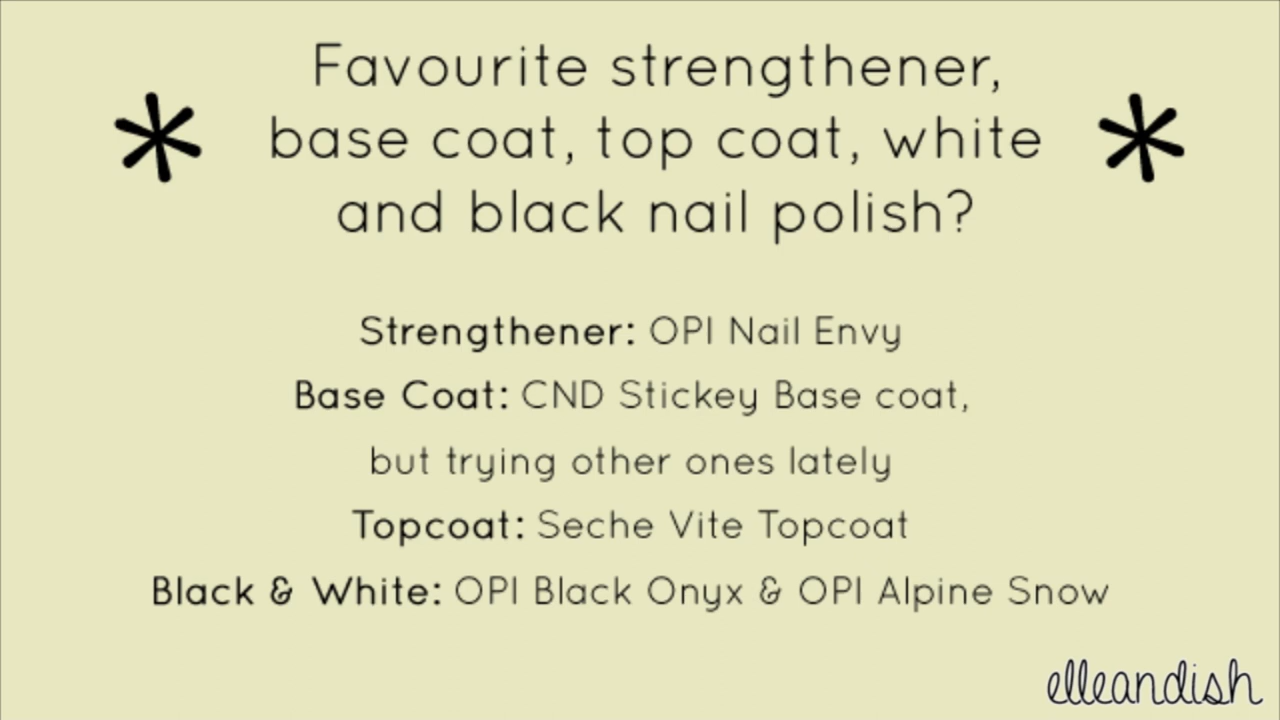 Favourite strengthener,
base coat, top coat, white
and black nail polish?
* *
Strengthener: OPI Nail Envy
Base Coat: CND Stickey Base coat,
but trying other ones lately
Topcoat: Seche Vite Topcoat
Black & White: OPI Black Onyx & OPI Alpine Snow
elleandish